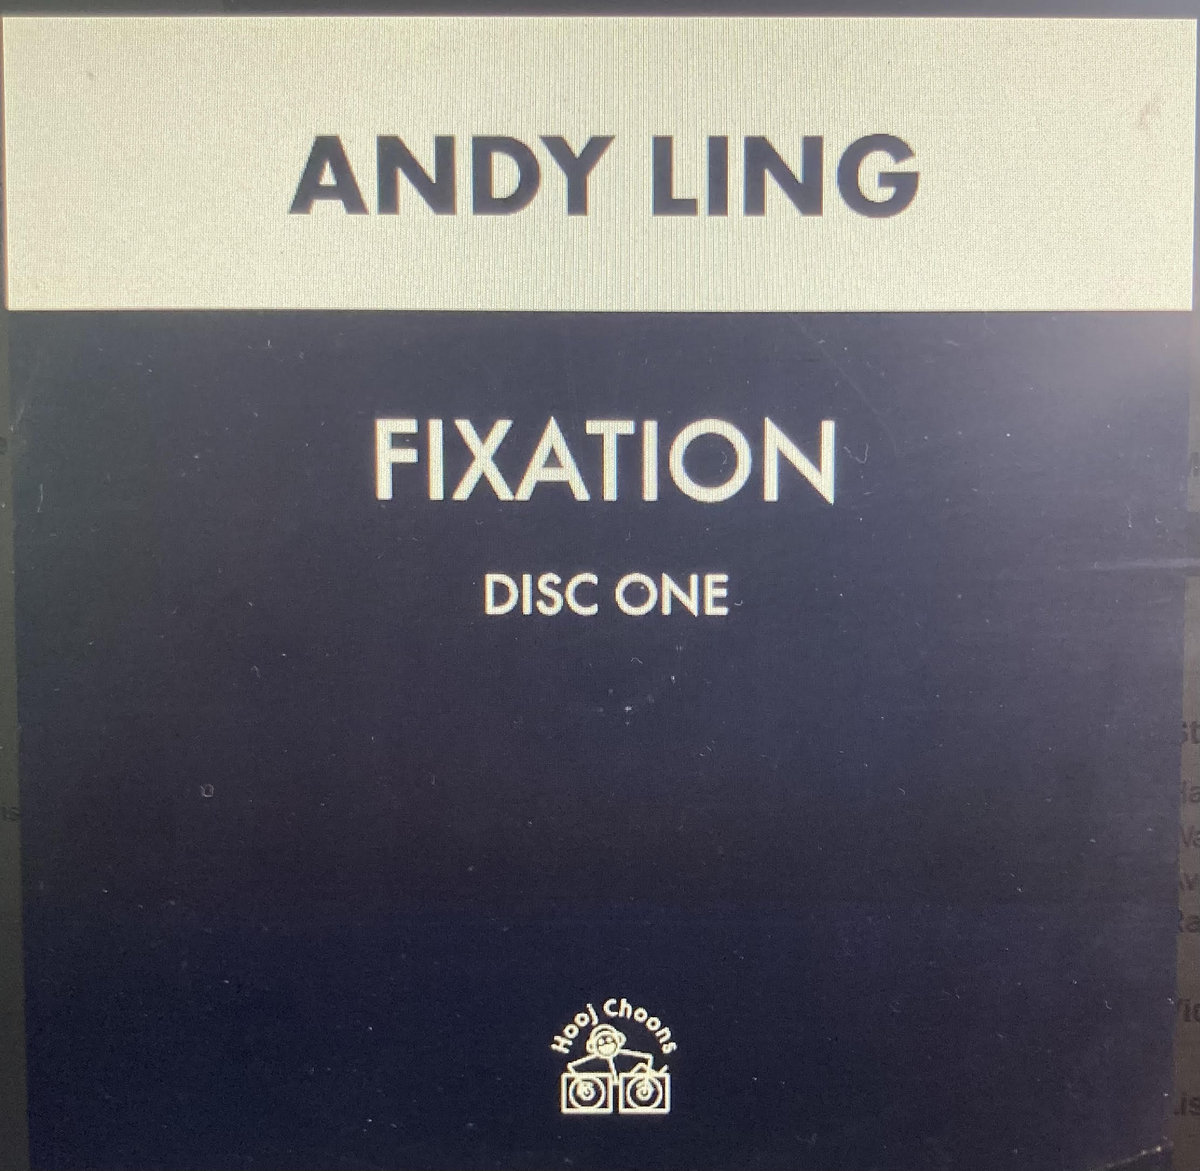 ANDY LING
FIXATION
DISC ONE
Hooj Choons